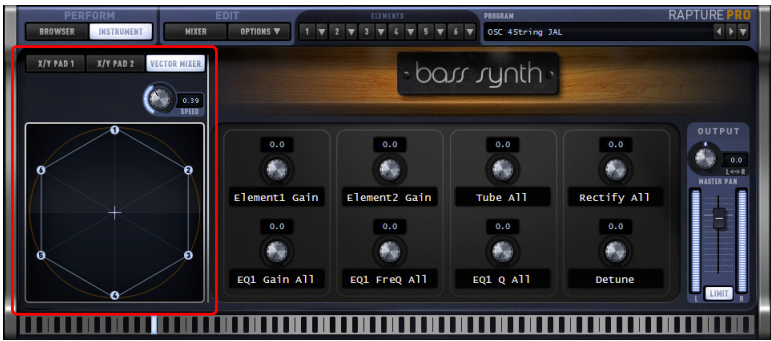 PERFORM
EDIT
ELEMENTS
PROGRAM
RAPTURE PRO
BROWSER INSTRUMENT MIXER OPTIONS 1 2 3 4 5 6 OSC 4String JAL
X/Y PAD 1 X/Y PAD 2 VECTOR MIXER
bass synth
0.39
SPEED
1
6 2
5 3
4
0.0 0.0 0.0 0.0
Element1 Gain Element2 Gain Tube All Rectify All
0.0 0.0 0.0 0.0
EQ1 Gain All EQ1 FreQ All EQ1 Q All Detune
OUTPUT
0.0
L<->R
MASTER PAN
LIMIT
L R